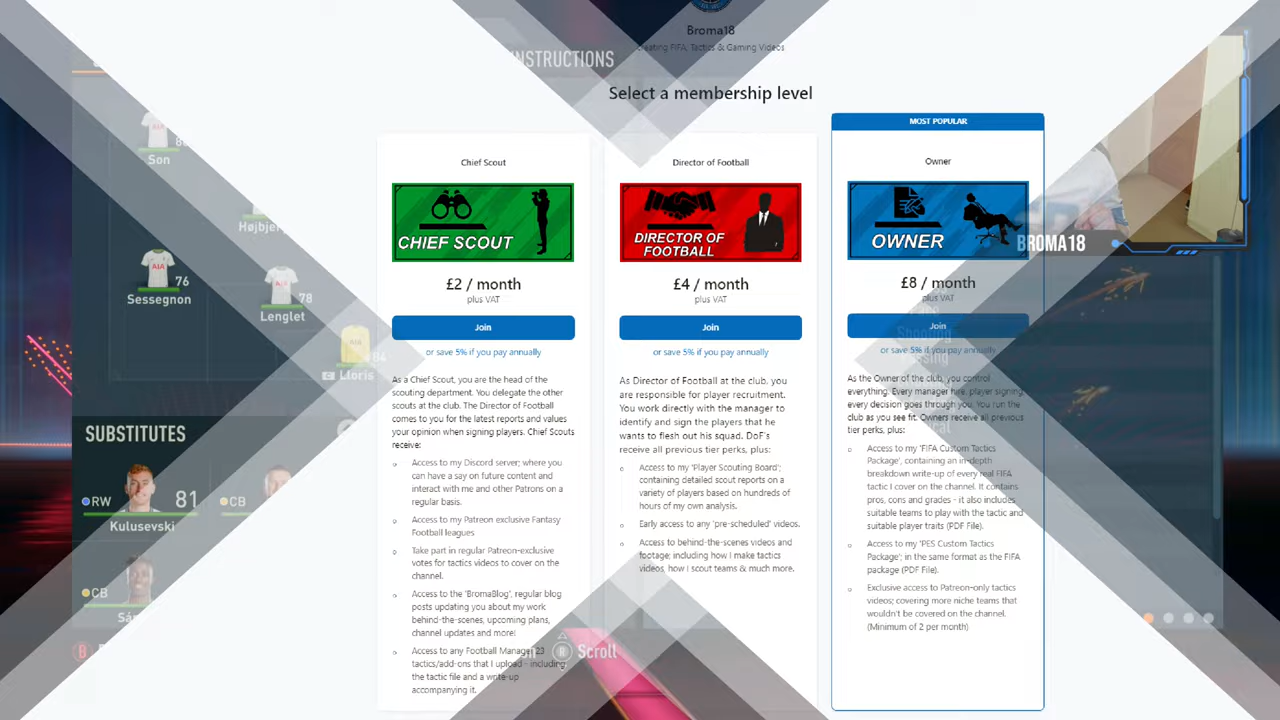 Broma18
creating FIFA, Tactics & Gaming Videos
INSTRUCTIONS
Select a membership level
MOST POPULAR
Chief Scout
CHIEF SCOUT
£2 / month
plus VAT
Join
or save 5% if you pay annually
As a Chief Scout, you are the head of the
scouting department. You delegate the other
scouts at the club. The Director of Football
comes to you for the latest reports and values
your opinion when signing players. Chief Scouts
receive:
Access to my Discord server; where you
can have a say on future content and
interact with me and other Patrons on a
regular basis.
Access to my Patreon exclusive Fantasy
Football leagues
Take part in regular Patreon-exclusive
votes for tactics videos to cover on the
channel.
Access to the 'BromaBlog', regular blog
posts updating you about my work
behind-the-scenes, upcoming plans,
channel updates and more!
Access to any Football Manager 23
tactics/add-ons that I upload - including
the tactic file and a write-up
accompanying it.
Director of Football
DIRECTOR OF
FOOTBALL
£4 / month
plus VAT
Join
or save 5% if you pay annually
As Director of Football at the club, you
are responsible for player recruitment.
You work directly with the manager to
identify and sign the players that he
wants to flesh out his squad. DoF's
receive all previous tier perks, plus:
Access to my 'Player Scouting Board';
containing detailed scout reports on a
variety of players based on hundreds of
hours of my own analysis.
Early access to any 'pre-scheduled' videos.
Access to behind-the-scenes videos and
footage; including how I make tactics
videos, how I scout teams & much more.
Owner
OWNER
£8 / month
plus VAT
Join
or save 5% if you pay annually
As the Owner of the club, you control
everything. Every manager hire, player signing,
every decision goes through you. You run the
club as you see fit. Owners receive all previous
tier perks, plus:
Access to my 'FIFA Custom Tactics
Package', containing an in-depth
breakdown write-up of every real FIFA
tactic I cover on the channel. It contains
pros, cons and grades - it also includes
suitable teams to play with the tactic and
suitable player traits (PDF File).
Access to my 'PES Custom Tactics
Package'; in the same format as the FIFA
package (PDF File).
Exclusive access to Patreon-only tactics
videos; covering more niche teams that
wouldn't be covered on the channel.
(Minimum of 2 per month)
BROMA18
Son
Højbjer
76
Sessegnon
78
Lenglet
84
Lloris
SUBSTITUTES
RW 81
Kulusevski
CB
CB
Scroll